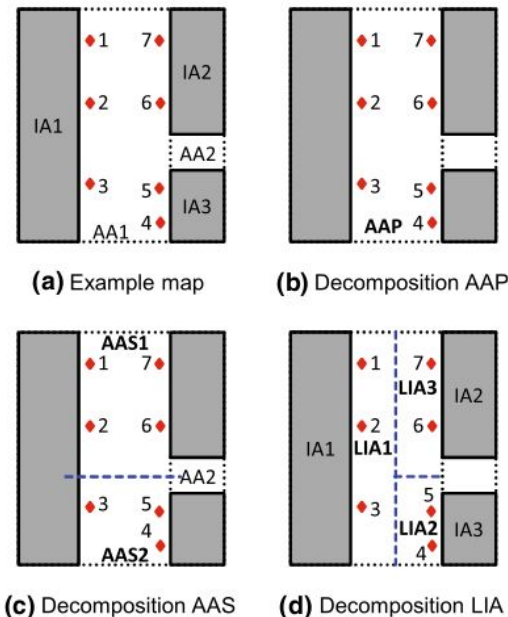 1 7
IA2
IA1 2 6
AA2
3 5
IA3
4
AA1
(a) Example map
1 7
2 6
3 5
4
AAP
(b) Decomposition AAP
AAS1
1 7
2 6
AA2
3 5
4
AAS2
(c) Decomposition AAS
1 7
LIA3 IA2
IA1 2 6
LIA1
5
3
LIA2 IA3
4
(d) Decomposition LIA